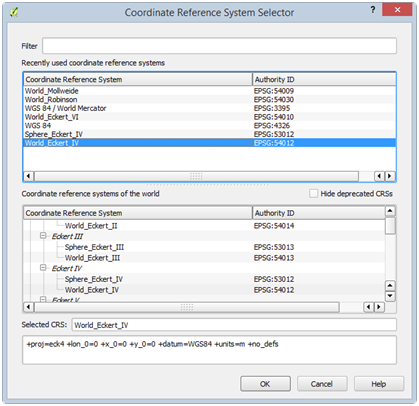 Coordinate Reference System Selector
Filter
Recently used coordinate reference systems
Coordinate Reference System Authority ID
World_Mollweide EPSG:54009
World_Robinson EPSG:54030
WGS 84 / World Mercator EPSG:3395
World_Eckert_VI EPSG:54010
WGS 84 EPSG:4326
Sphere_Eckert_IV EPSG:53012
World_Eckert_IV EPSG:54012
Coordinate reference systems of the world Hide deprecated CRSs
Coordinate Reference System Authority ID
World_Eckert_II EPSG:54014
Eckert III
Sphere_Eckert_III EPSG:53013
World_Eckert_III EPSG:54013
Eckert IV
Sphere_Eckert_IV EPSG:53012
World_Eckert_IV EPSG:54012
Eckert V
Selected CRS: World_Eckert_IV
+proj=eck4 +lon_0=0 +x_0=0 +y_0=0 +datum=WGS84 +units=m +no_defs
OK Cancel Help